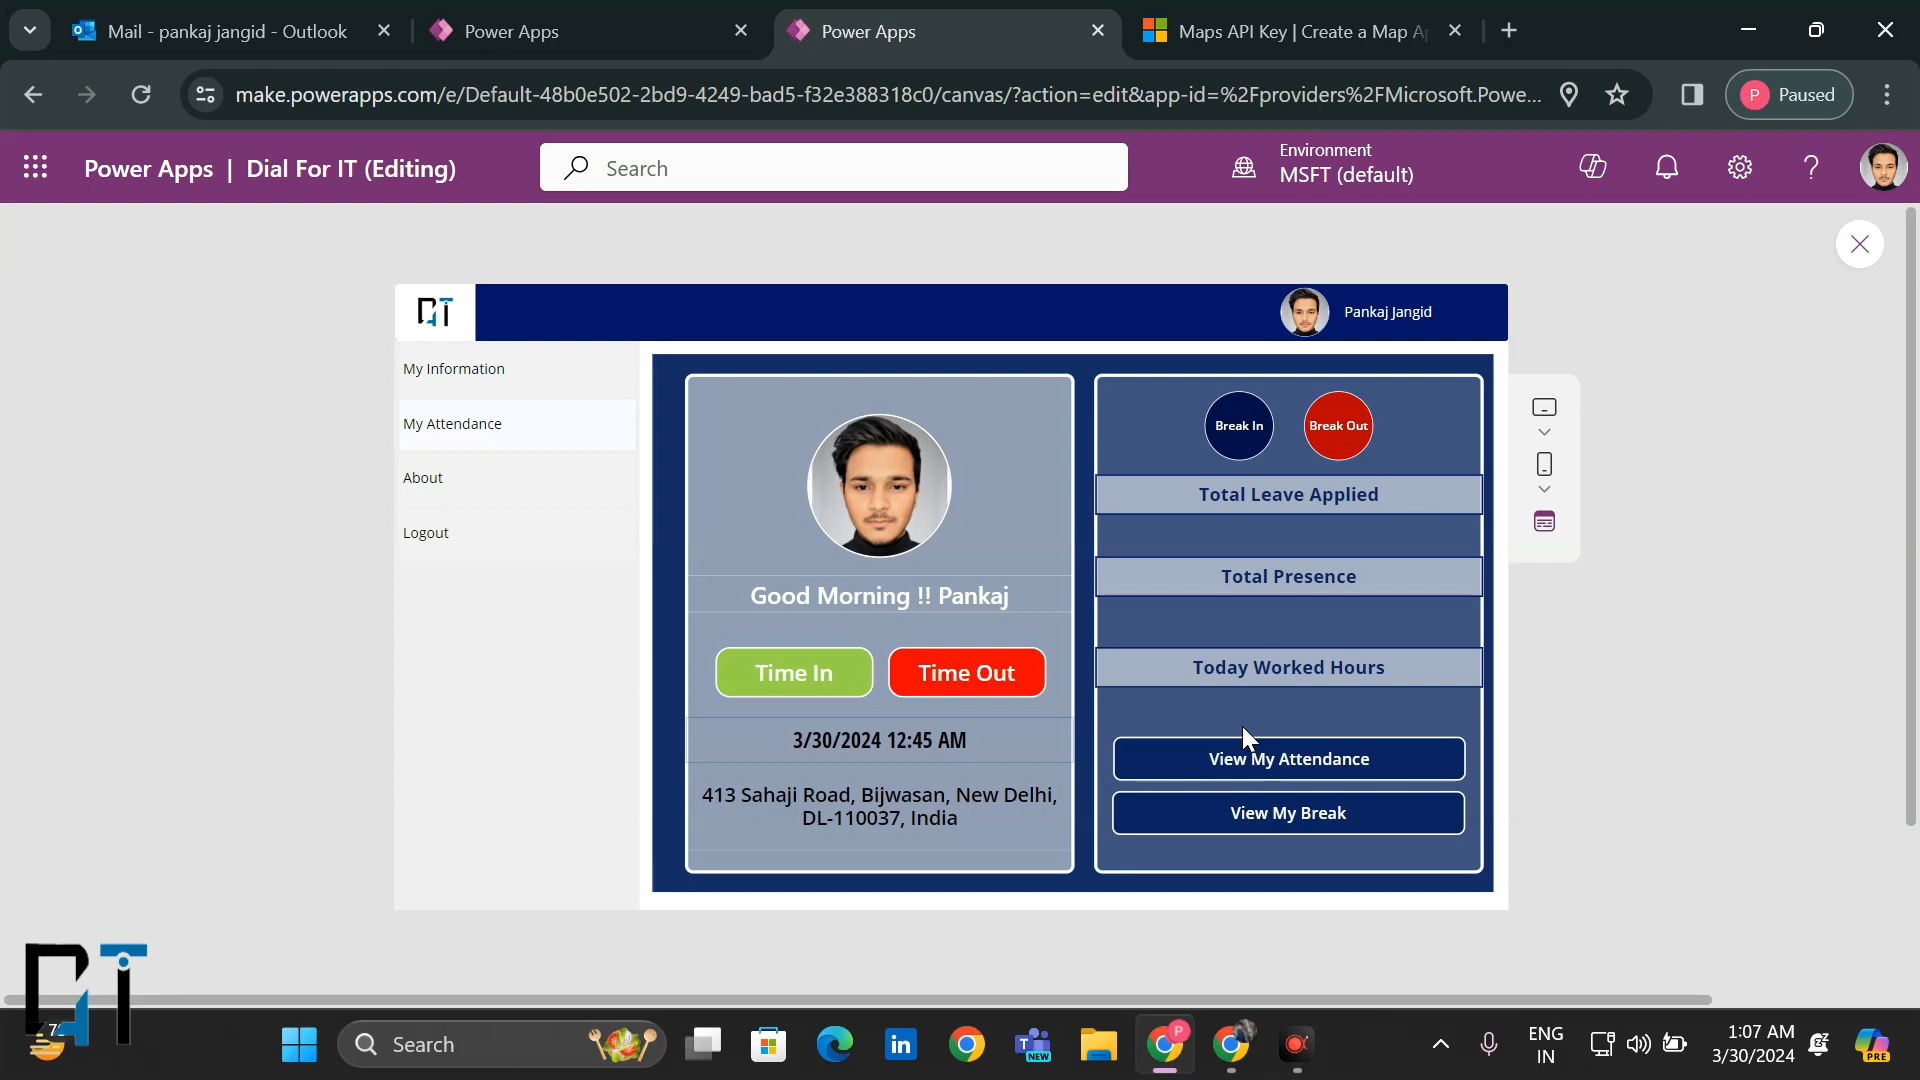 Mail - pankaj jangid - Outlook
Power Apps
Power Apps
Maps API Key | Create a Map A
make.powerapps.com/e/Default-48b0e502-2bd9-4249-bad5-f32e388318c0/canvas/?action=edit&app-id=%2Fproviders%2FMicrosoft.Powe...
P Paused
Power Apps | Dial For IT (Editing)
Search
Environment
MSFT (default)
Pankaj Jangid
My Information
My Attendance
About
Logout
Good Morning !! Pankaj
Time In
Time Out
3/30/2024 12:45 AM
413 Sahaji Road, Bijwasan, New Delhi,
DL-110037, India
Break In
Break Out
Total Leave Applied
Total Presence
Today Worked Hours
View My Attendance
View My Break
Search
NEW
P
ENG
IN
1:07 AM
3/30/2024
PRE